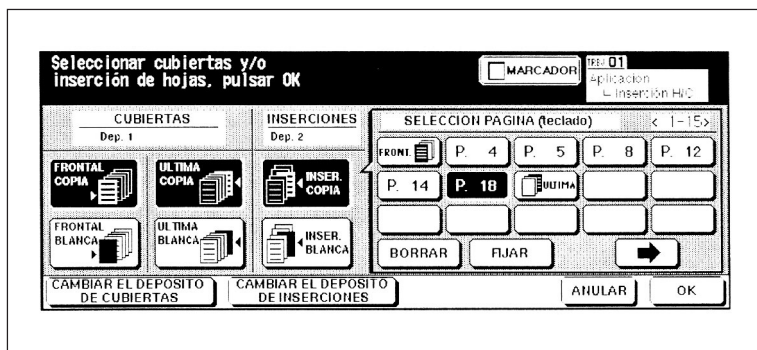 Seleccionar cubiertas y/o
inserción de hojas, pulsar OK
MARCADOR
TRBJ 01
Aplicacion
Inserción H/C
CUBIERTAS
Dep. 1
INSERCIONES
Dep. 2
SELECCION PAGINA (teclado)
< 1-15>
FRONTAL
COPIA
ULTIMA
COPIA
INSER.
COPIA
FRONT.
P. 4
P. 5
P. 8
P. 12
P. 14
P. 18
ULTIMA
FRONTAL
BLANCA
ULTIMA
BLANCA
INSER.
BLANCA
BORRAR
FIJAR
CAMBIAR EL DEPOSITO
DE CUBIERTAS
CAMBIAR EL DEPOSITO
DE INSERCIONES
ANULAR
OK